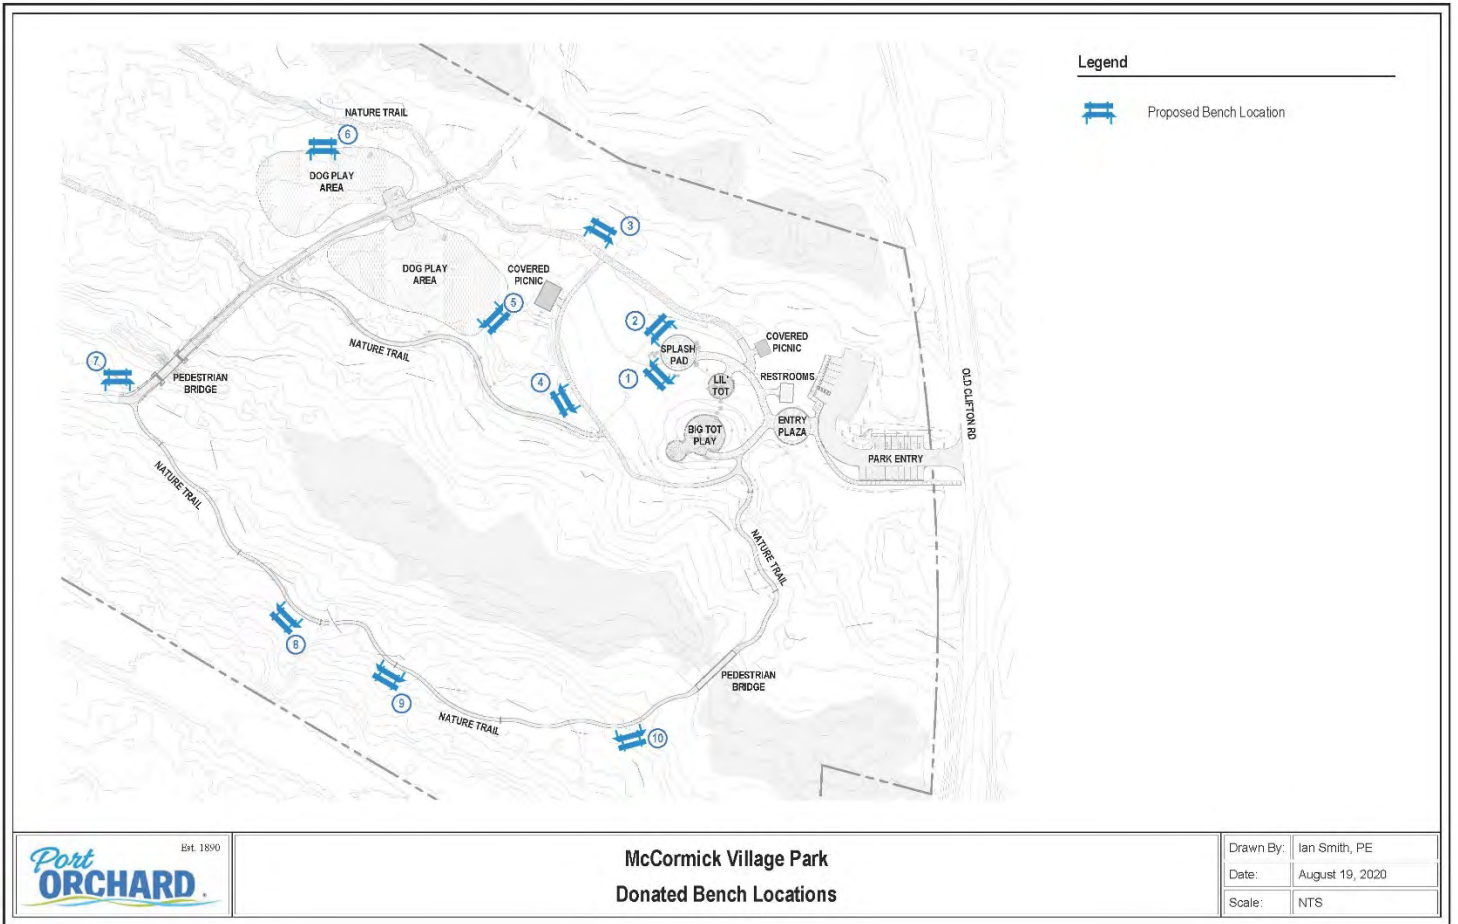 Legend
Proposed Bench Location
NATURE TRAIL
6
DOG PLAY
AREA
3
DOG PLAY
AREA
COVERED
PICNIC
5
2
SPLASH
PAD
COVERED
PICNIC
NATURE TRAIL
1
LIL'
TOT
RESTROOMS
7
PEDESTRIAN
BRIDGE
4
BIG TOT
PLAY
ENTRY
PLAZA
OLD CLIFTON RD
PARK ENTRY
NATURE TRAIL
NATURE TRAIL
8
9
NATURE TRAIL
PEDESTRIAN
BRIDGE
10
Port
ORCHARD
Est. 1890
McCormick Village Park
Donated Bench Locations
Drawn By: Ian Smith, PE
Date: August 19, 2020
Scale: NTS